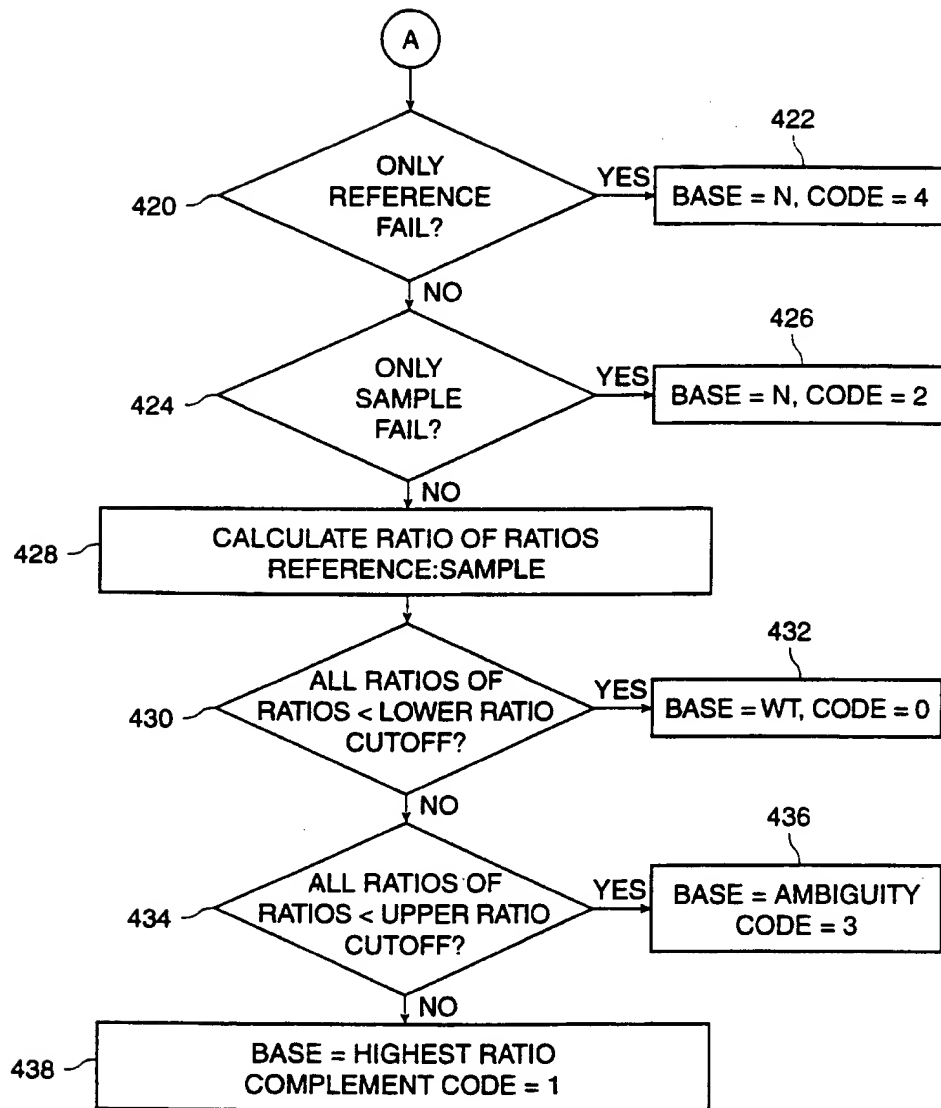 A
ONLY
REFERENCE
FAIL?
420
YES
422
BASE = N, CODE = 4
NO
ONLY
SAMPLE
FAIL?
424
YES
426
BASE = N, CODE = 2
NO
CALCULATE RATIO OF RATIOS
REFERENCE:SAMPLE
428
ALL RATIOS OF
RATIOS < LOWER RATIO
CUTOFF?
430
YES
432
BASE = WT, CODE = 0
NO
ALL RATIOS OF
RATIOS < UPPER RATIO
CUTOFF?
434
YES
436
BASE = AMBIGUITY
CODE = 3
NO
BASE = HIGHEST RATIO
COMPLEMENT CODE = 1
438